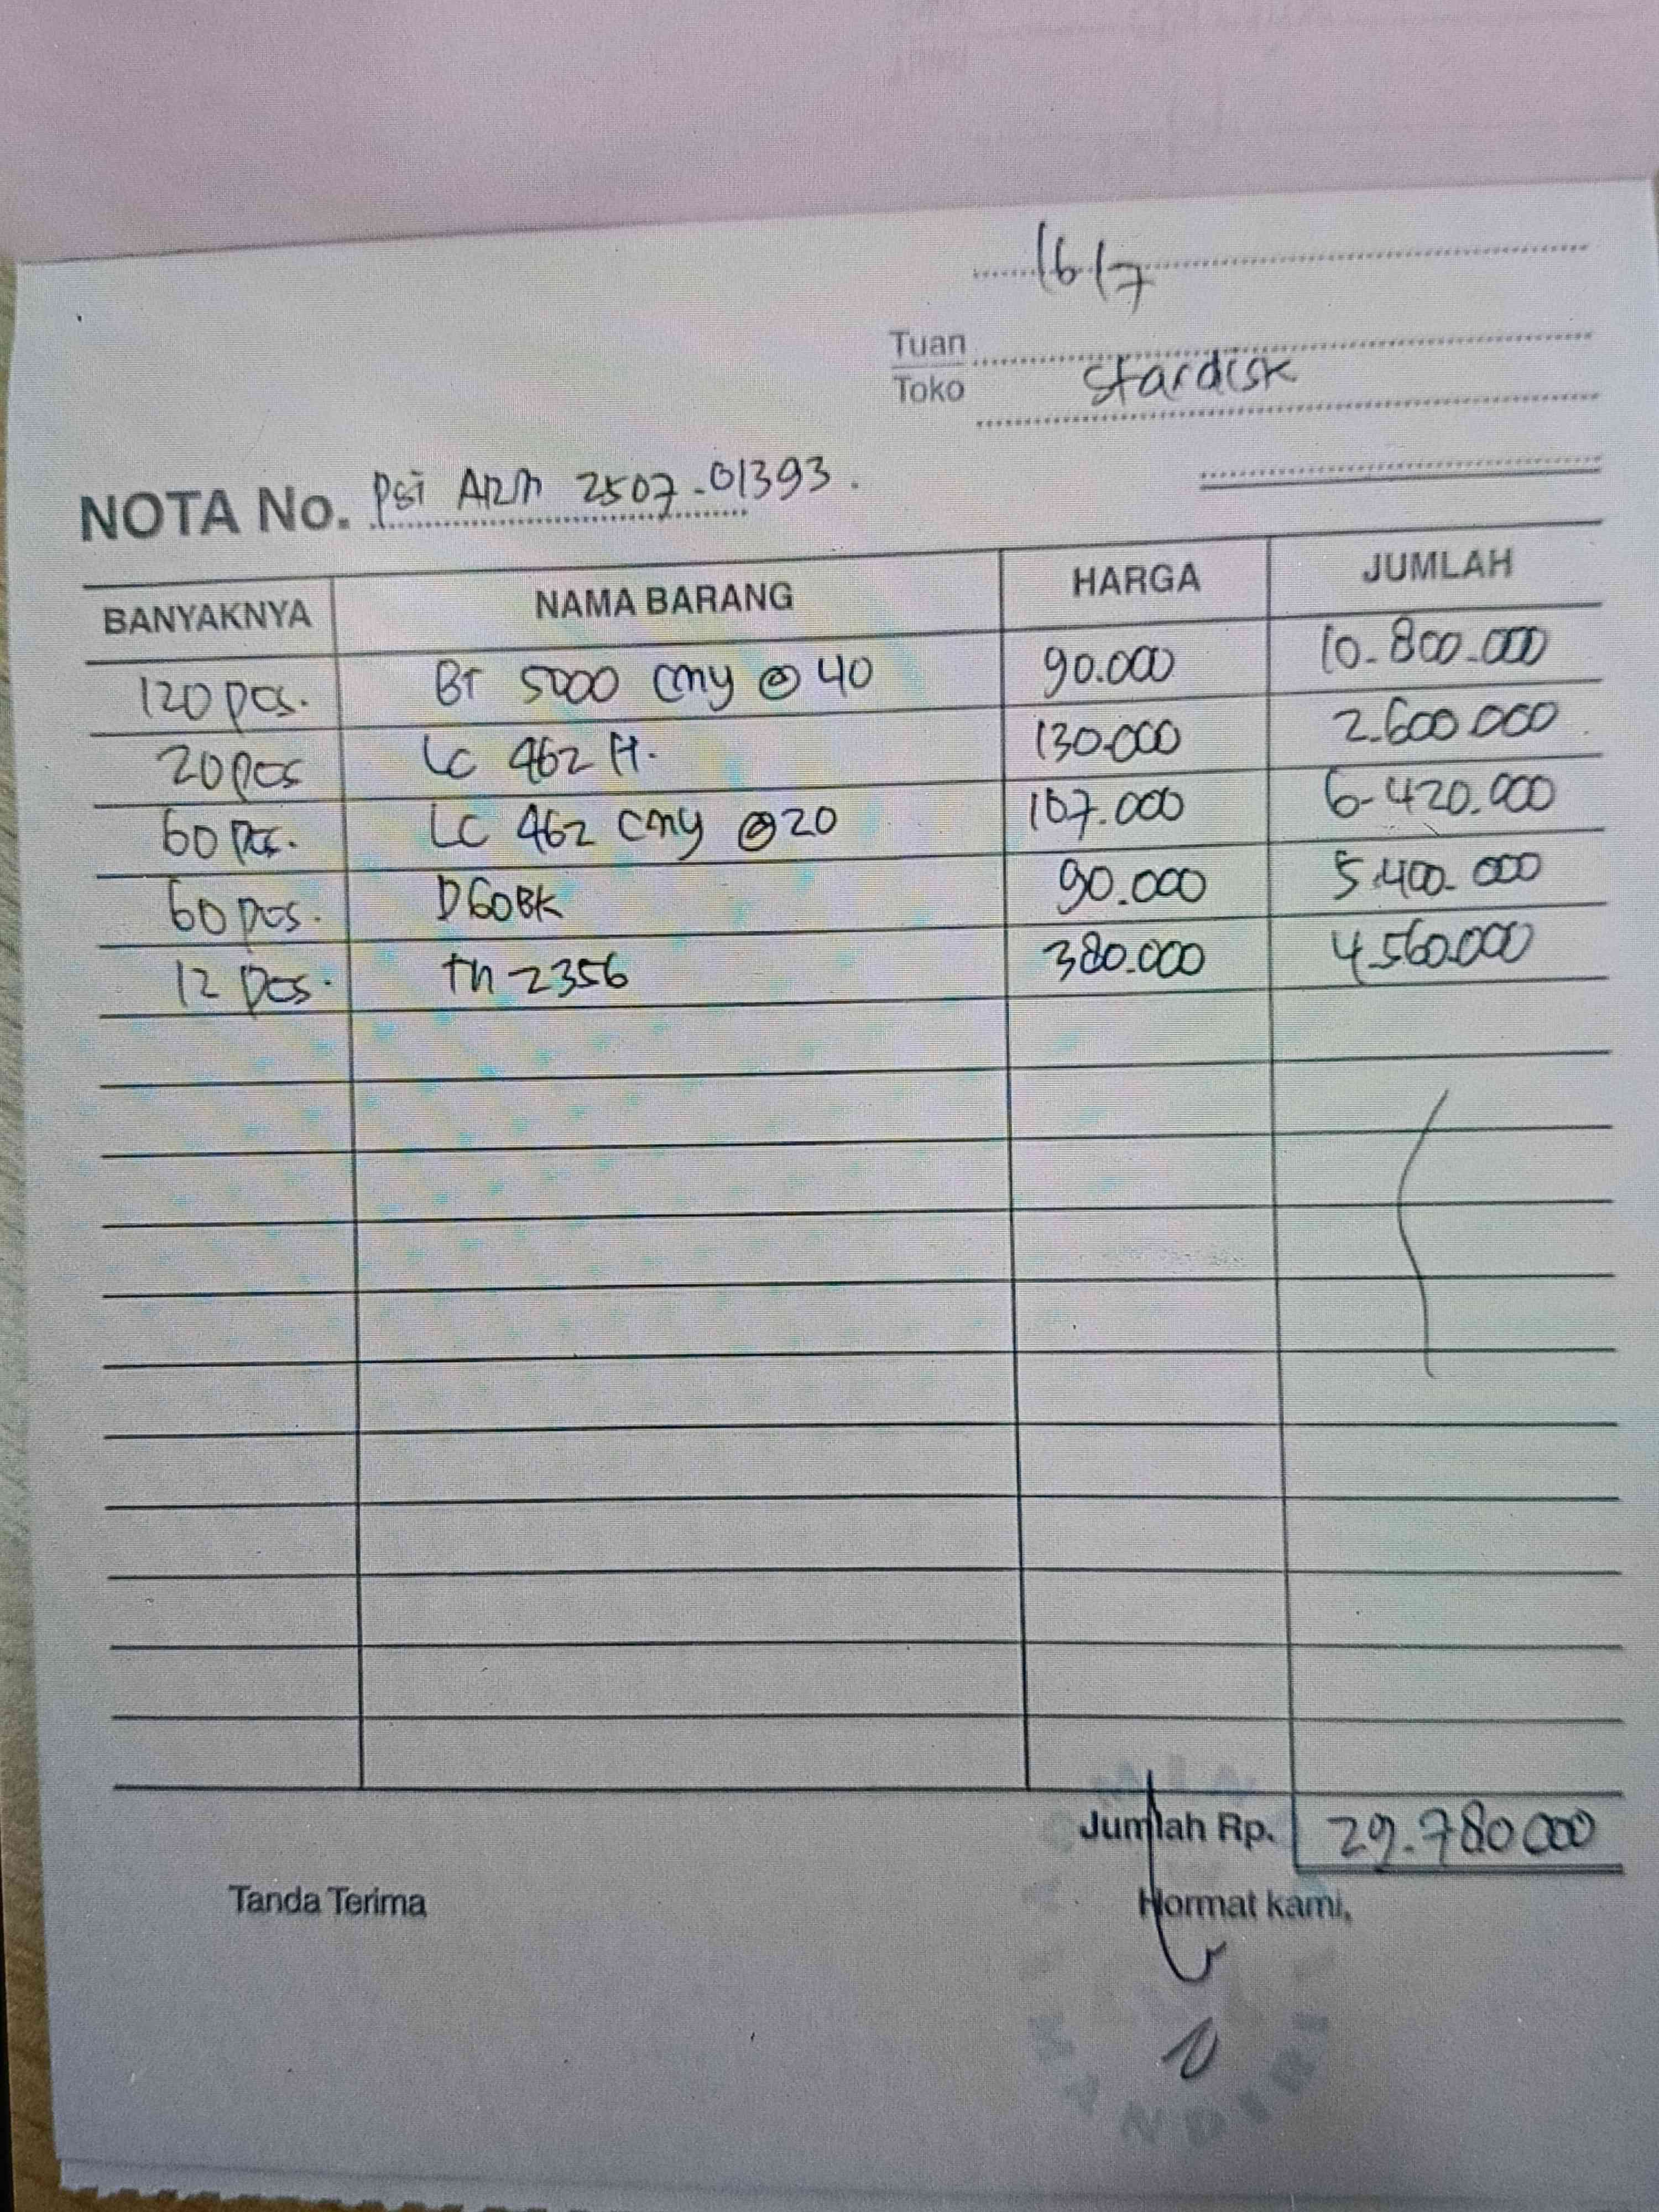 16/7
Tuan
Toko stardisk
NOTA No. PSI ARM 2507-01393.
BANYAKNYA NAMA BARANG HARGA JUMLAH
120 pcs. BT 5000 CMY @ 40 90.000 10.800.000
20 pcs LC 462 H. 130.000 2.600.000
60 pcs. LC 462 CMY @ 20 107.000 6.420.000
60 pcs. D60BK 90.000 5.400.000
12 pcs. TN 2356 380.000 4.560.000
Jumlah Rp. 29.780.000
Tanda Terima Hormat kami,